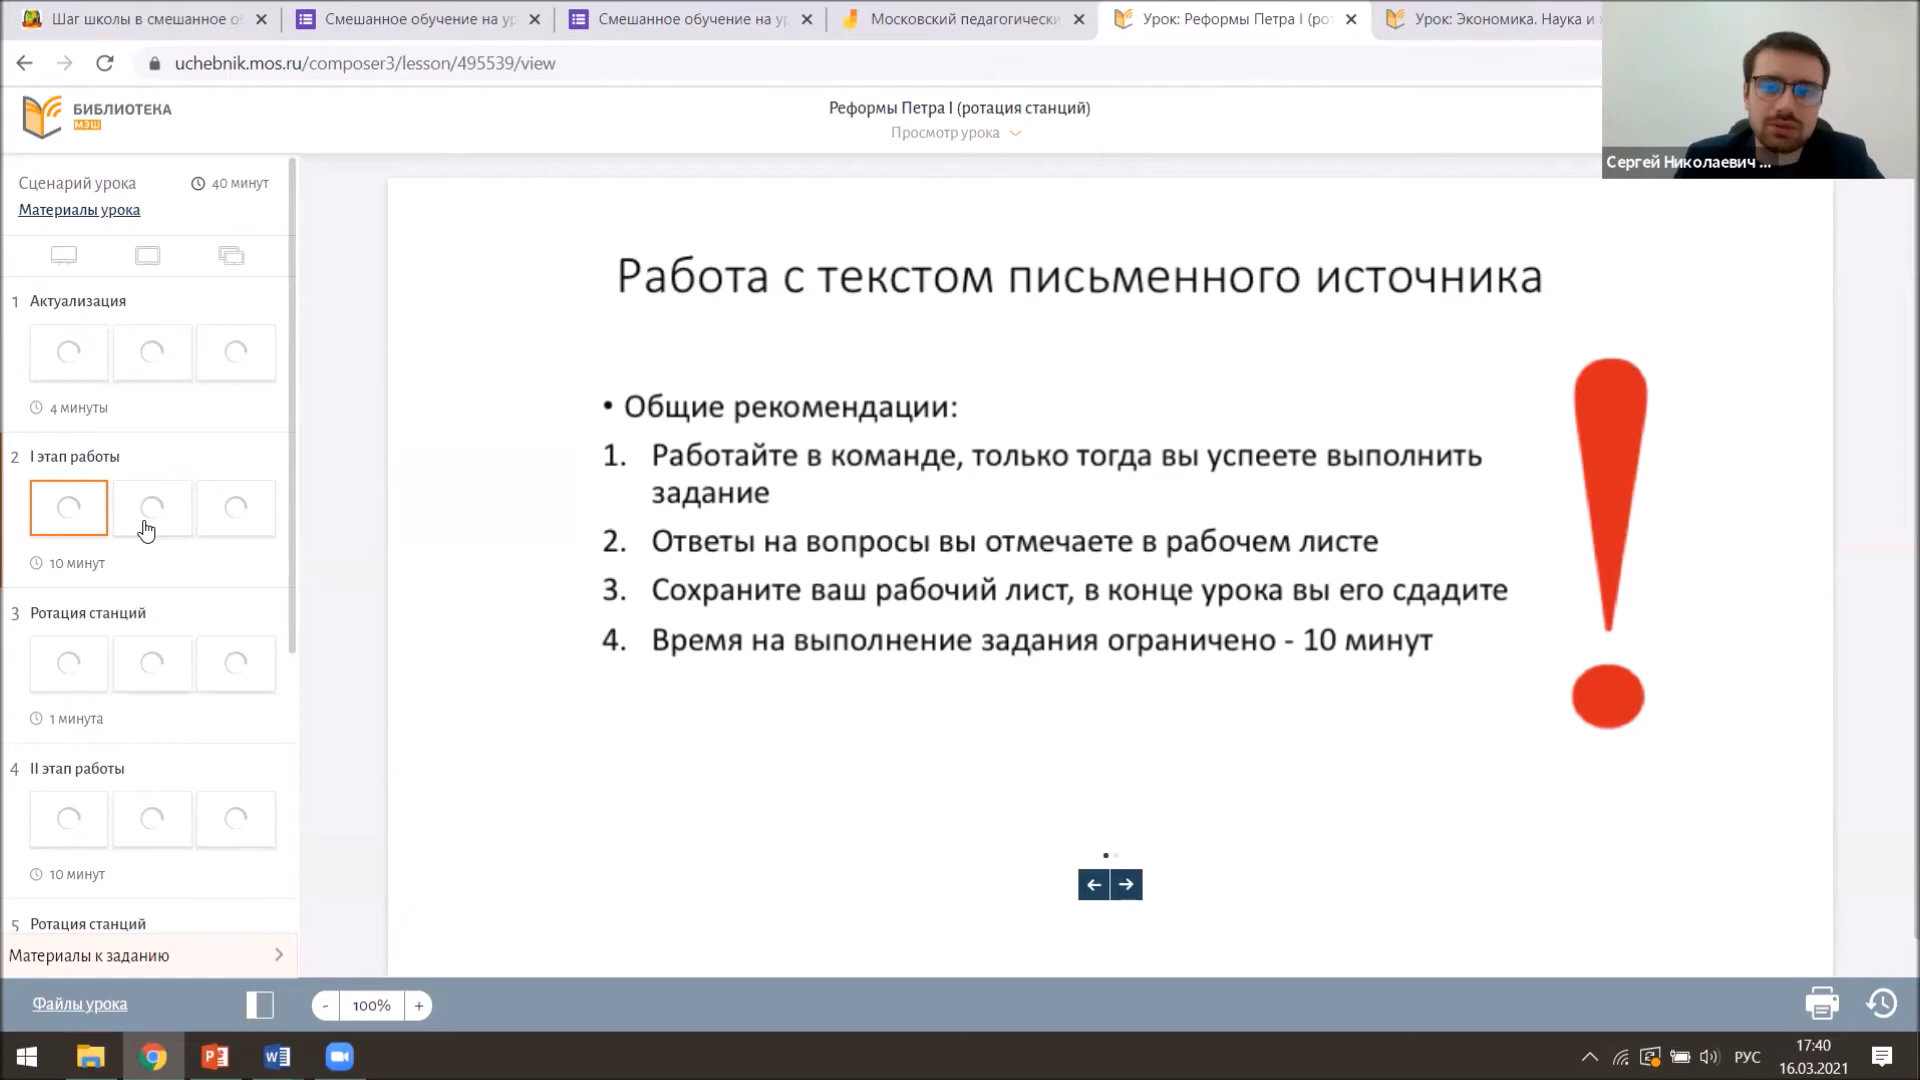 Шаг школы в смешанное о
Смешанное обучение на ур
Смешанное обучение на ур
Московский педагогически
Урок: Реформы Петра I (рот
Урок: Экономика. Наука и
uchebnik.mos.ru/composer3/lesson/495539/view
БИБЛИОТЕКА
МЭШ
Реформы Петра I (ротация станций)
Просмотр урока
Сергей Николаевич ...
Сценарий урока
40 минут
Материалы урока
1 Актуализация
4 минуты
2 I этап работы
10 минут
3 Ротация станций
1 минута
4 II этап работы
10 минут
5 Ротация станций
Материалы к заданию
Работа с текстом письменного источника
• Общие рекомендации:
1. Работайте в команде, только тогда вы успеете выполнить
задание
2. Ответы на вопросы вы отмечаете в рабочем листе
3. Сохраните ваш рабочий лист, в конце урока вы его сдадите
4. Время на выполнение задания ограничено - 10 минут
Файлы урока
- 100% +
РУС
17:40
16.03.2021